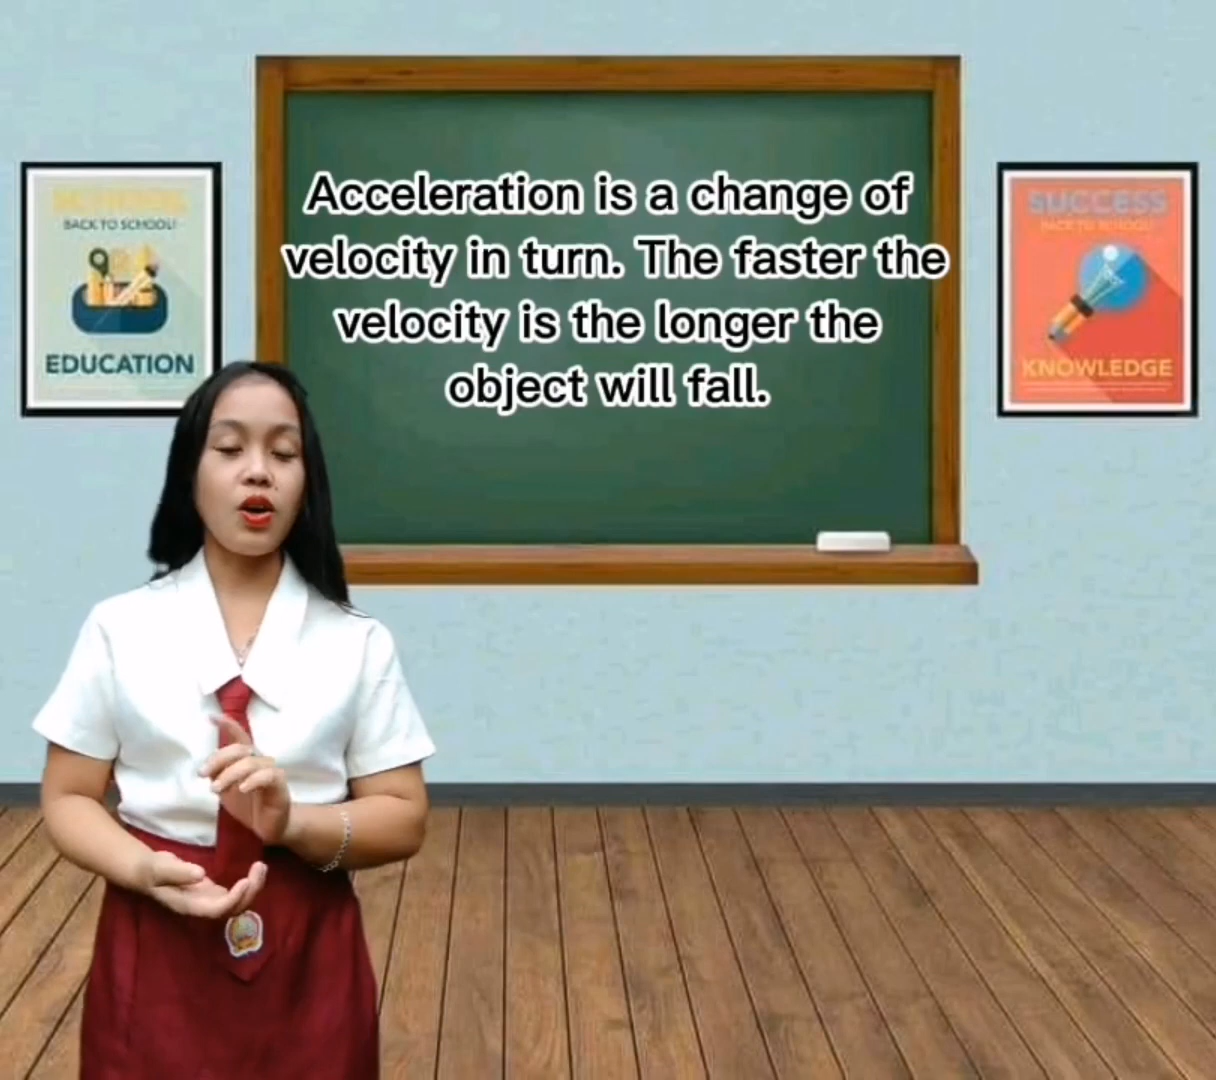 Acceleration is a change of
velocity in turn. The faster the
velocity is the longer the
object will fall.
BACK TO SCHOOL!
EDUCATION
SUCCESS
BACK TO SCHOOL!
KNOWLEDGE